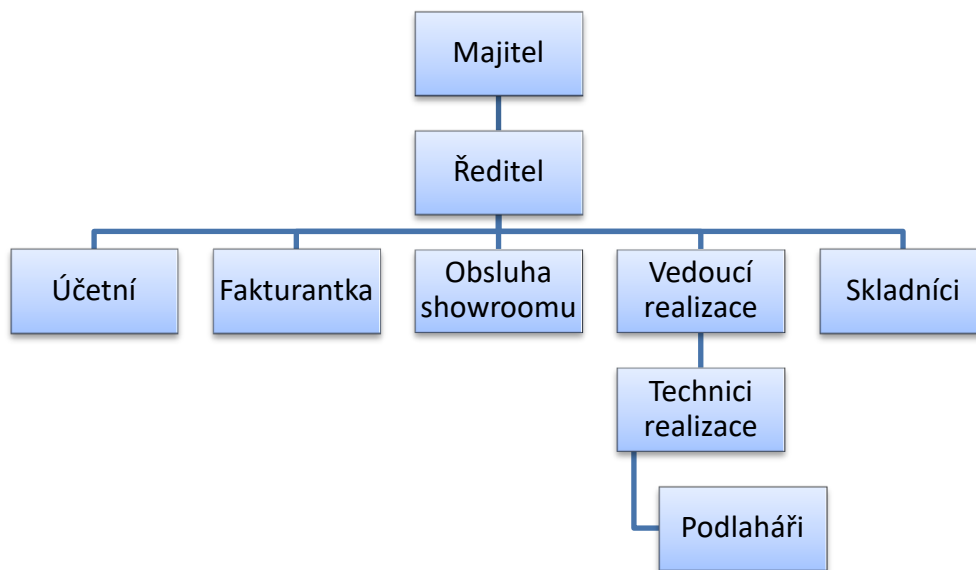 Majitel
Ředitel
Účetní
Fakturantka
Obsluha
showroomu
Vedoucí
realizace
Skladníci
Technici
realizace
Podlaháři